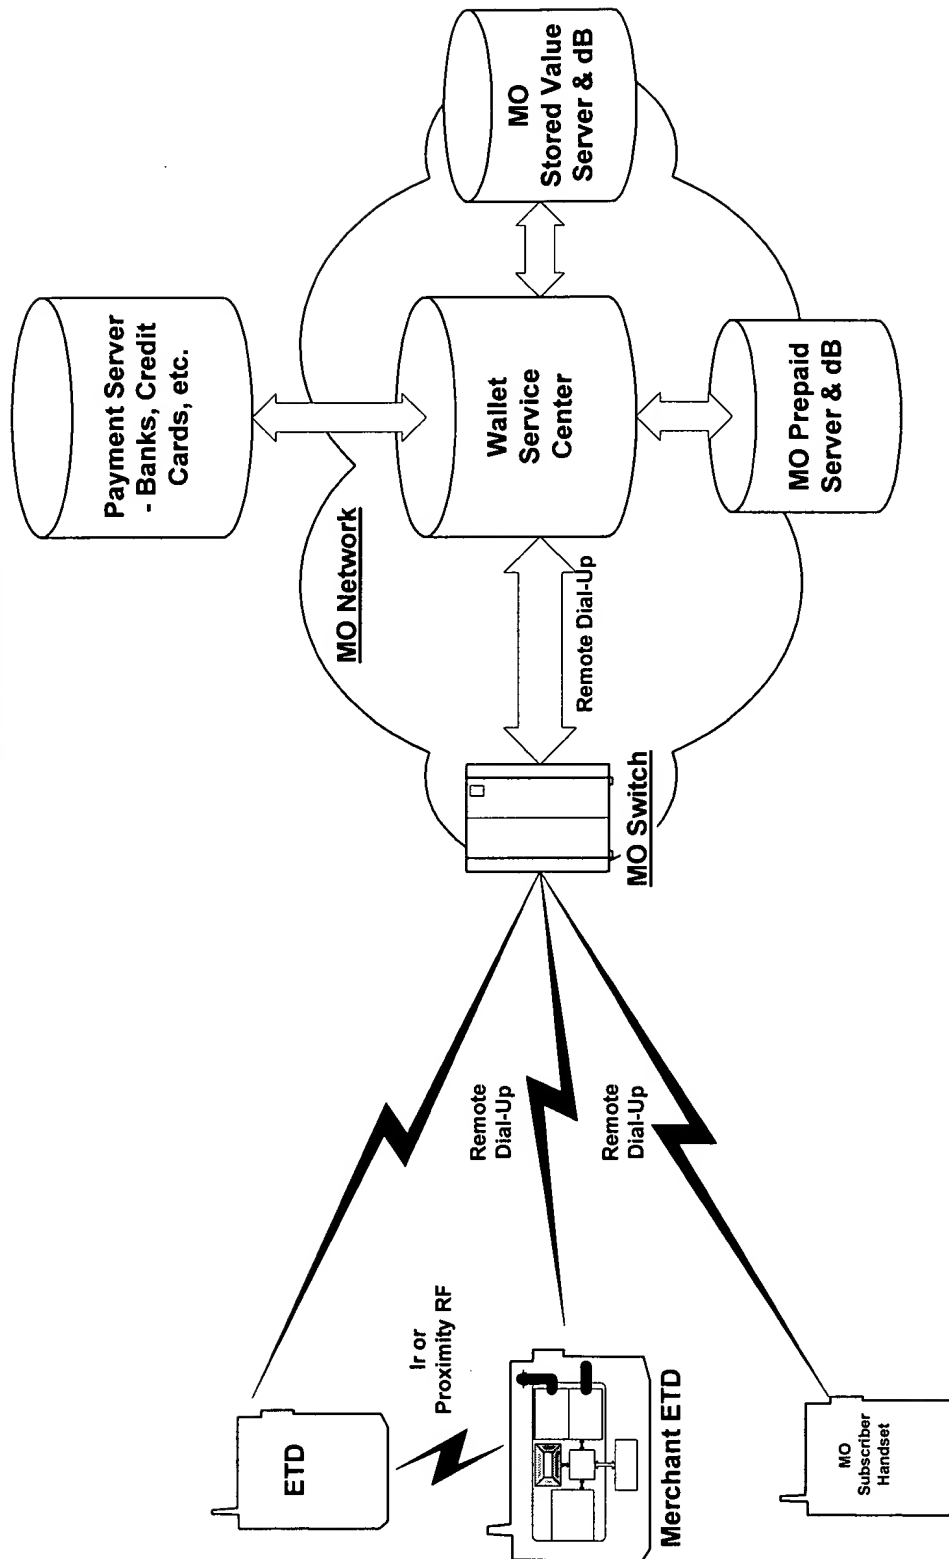 Payment Server
- Banks, Credit
Cards, etc.
MO Network
Wallet
Service
Center
MO
Stored Value
Server & dB
MO Prepaid
Server & dB
Remote Dial-Up
MO Switch
Remote
Dial-Up
Remote
Dial-Up
ETD
Ir or
Proximity RF
Merchant ETD
MO
Subscriber
Handset